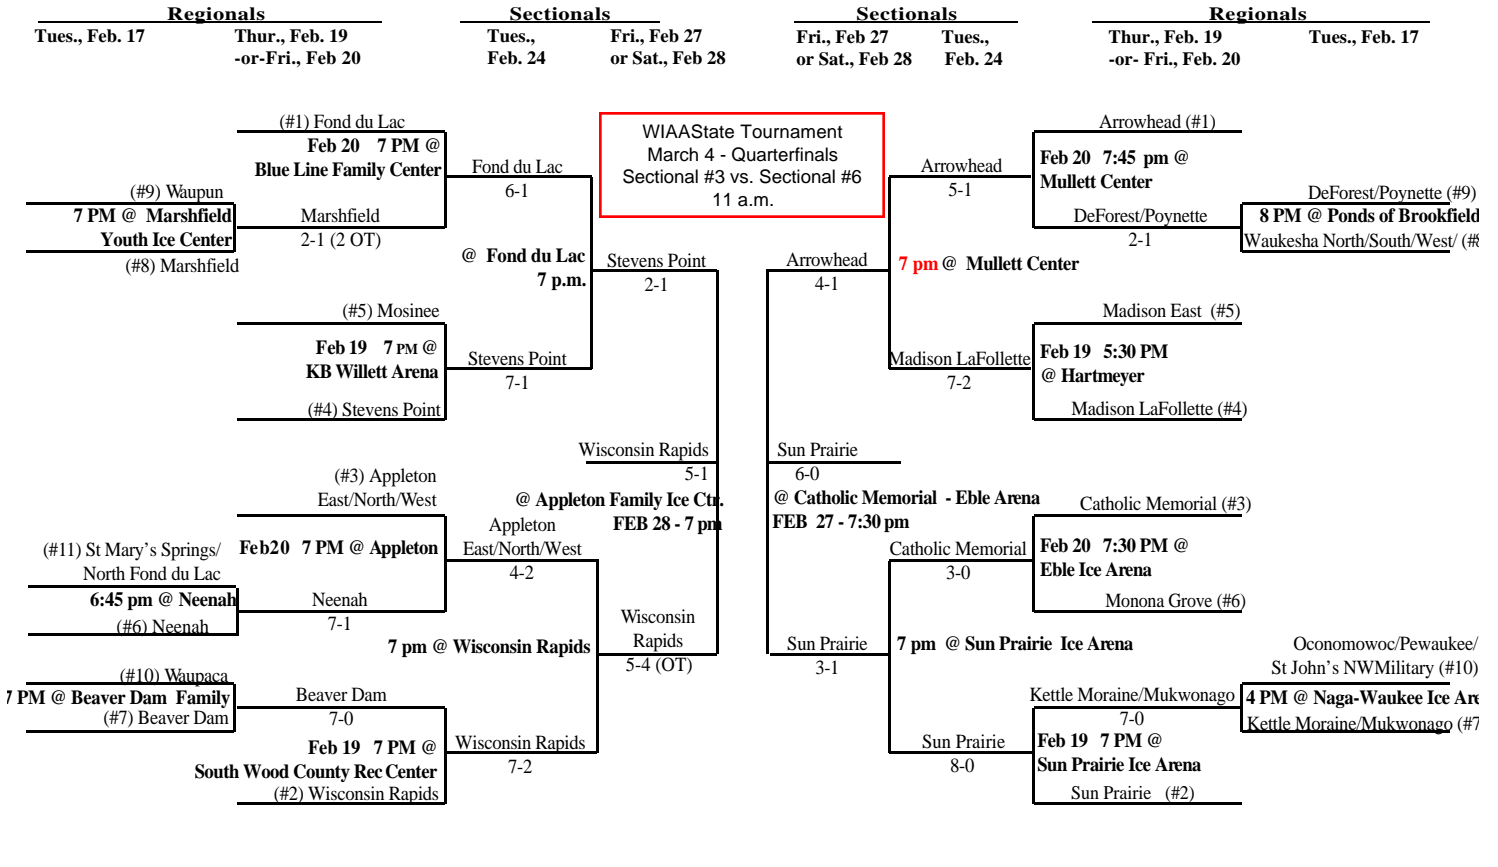 Regionals
Sectionals
Sectionals
Regionals
Tues., Feb. 17
Thur., Feb. 19
-or-Fri., Feb 20
Tues.,
Feb. 24
Fri., Feb 27
or Sat., Feb 28
Fri., Feb 27
or Sat., Feb 28
Tues.,
Feb. 24
Thur., Feb. 19
-or- Fri., Feb. 20
Tues., Feb. 17
WIAAState Tournament
March 4 - Quarterfinals
Sectional #3 vs. Sectional #6
11 a.m.
(#1) Fond du Lac
Feb 20 7 PM @
Blue Line Family Center
(#9) Waupun
7 PM @ Marshfield
Youth Ice Center
(#8) Marshfield
Marshfield
2-1 (2 OT)
Fond du Lac
6-1
@ Fond du Lac
7 p.m.
(#5) Mosinee
Feb 19 7 PM @
KB Willett Arena
(#4) Stevens Point
Stevens Point
7-1
Stevens Point
2-1
Wisconsin Rapids
5-1
@ Appleton Family Ice Ctr.
FEB 28 - 7 pm
(#3) Appleton
East/North/West
Feb20 7 PM @ Appleton
(#11) St Mary's Springs/
North Fond du Lac
6:45 pm @ Neenah
(#6) Neenah
Neenah
7-1
Appleton
East/North/West
4-2
7 pm @ Wisconsin Rapids
Wisconsin
Rapids
5-4 (OT)
(#10) Waupaca
7 PM @ Beaver Dam Family
(#7) Beaver Dam
Beaver Dam
7-0
Feb 19 7 PM @
South Wood County Rec Center
(#2) Wisconsin Rapids
Wisconsin Rapids
7-2
Arrowhead (#1)
Feb 20 7:45 pm @
Mullett Center
Arrowhead
5-1
DeForest/Poynette
2-1
DeForest/Poynette (#9)
8 PM @ Ponds of Brookfield
Waukesha North/South/West/ (#8
Arrowhead
4-1
7 pm @ Mullett Center
Madison East (#5)
Feb 19 5:30 PM
@ Hartmeyer
Madison LaFollette (#4)
Madison LaFollette
7-2
Sun Prairie
6-0
@ Catholic Memorial - Eble Arena
FEB 27 - 7:30 pm
Catholic Memorial (#3)
Feb 20 7:30 PM @
Eble Ice Arena
Monona Grove (#6)
Catholic Memorial
3-0
Sun Prairie
3-1
7 pm @ Sun Prairie Ice Arena
Oconomowoc/Pewaukee/
St John's NWMilitary (#10)
4 PM @ Naga-Waukee Ice Are
Kettle Moraine/Mukwonago (#7
Kettle Moraine/Mukwonago
7-0
Feb 19 7 PM @
Sun Prairie Ice Arena
Sun Prairie (#2)
Sun Prairie
8-0